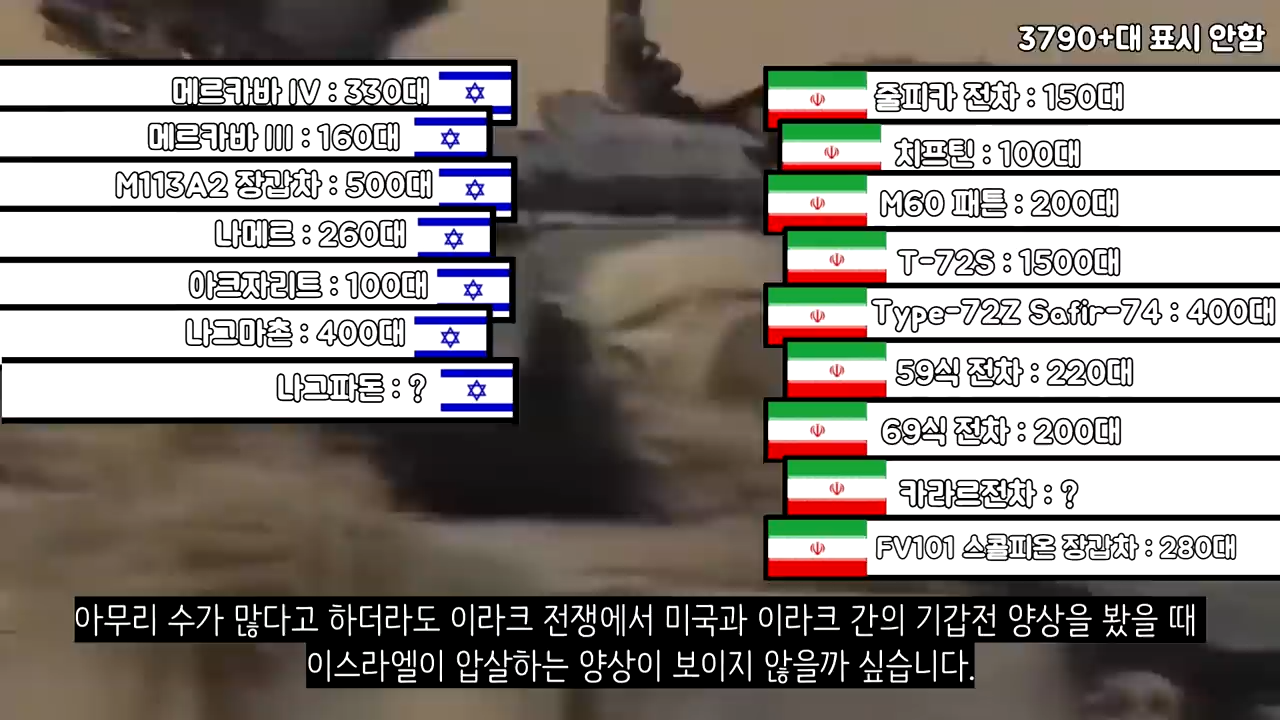 3790+대 표시 안함
메르카바 IV : 330대
메르카바 III : 160대
M113A2 장갑차 : 500대
나메르 : 260대
아크자리트 : 100대
나그마촌 : 400대
나그파돈 : ?
줄피카 전차 : 150대
치프틴 : 100대
M60 패튼 : 200대
T-72S : 1500대
Type-72Z Safir-74 : 400대
59식 전차 : 220대
69식 전차 : 200대
카라르전차 : ?
FV101 스콜피온 장갑차 : 280대
아무리 수가 많다고 하더라도 이라크 전쟁에서 미국과 이라크 간의 기갑전 양상을 봤을 때
이스라엘이 압살하는 양상이 보이지 않을까 싶습니다.